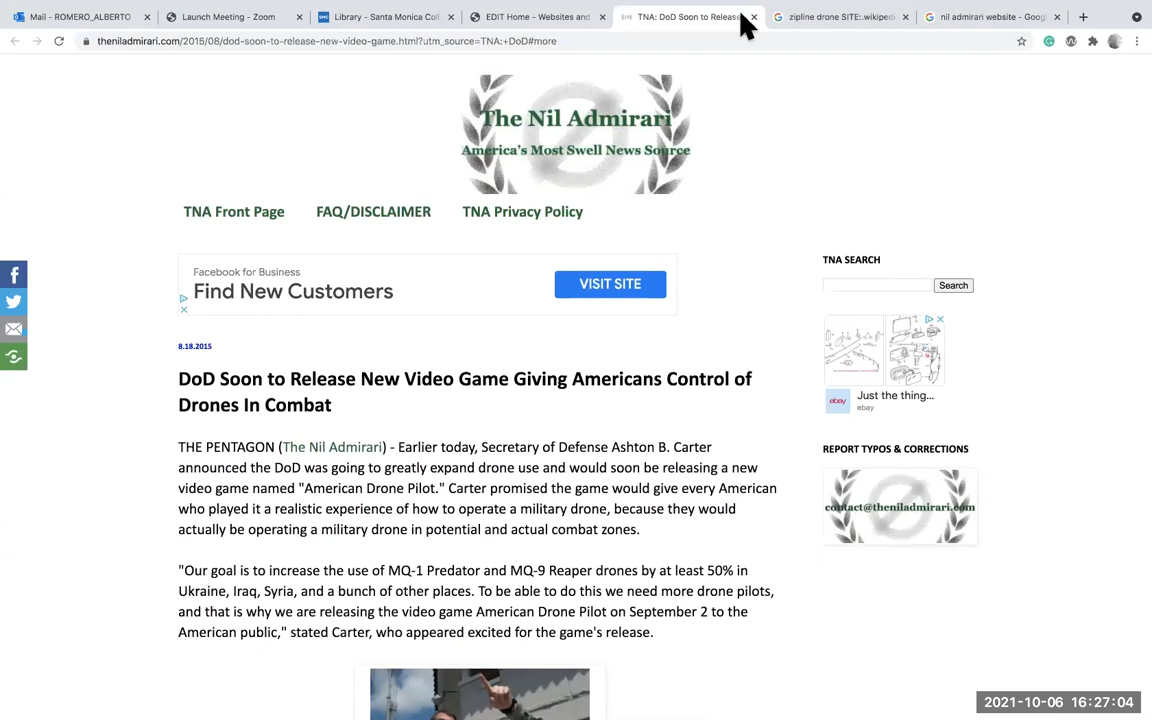 Mail - ROMERO_ALBERTO
Launch Meeting - Zoom
Library - Santa Monica Coll
EDIT Home - Websites and
TNA: DoD Soon to Release
zipline drone SITE:.wikiped
nil admirari website - Goog
theniladmirari.com/2015/08/dod-soon-to-release-new-video-game.html?utm_source=TNA:+DoD#more
The Nil Admirari
America's Most Swell News Source
TNA Front Page
FAQ/DISCLAIMER
TNA Privacy Policy
Facebook for Business
Find New Customers
VISIT SITE
TNA SEARCH
Search
8.18.2015
DoD Soon to Release New Video Game Giving Americans Control of
Drones In Combat
THE PENTAGON (The Nil Admirari) - Earlier today, Secretary of Defense Ashton B. Carter
announced the DoD was going to greatly expand drone use and would soon be releasing a new
video game named "American Drone Pilot." Carter promised the game would give every American
who played it a realistic experience of how to operate a military drone, because they would
actually be operating a military drone in potential and actual combat zones.
"Our goal is to increase the use of MQ-1 Predator and MQ-9 Reaper drones by at least 50% in
Ukraine, Iraq, Syria, and a bunch of other places. To be able to do this we need more drone pilots,
and that is why we are releasing the video game American Drone Pilot on September 2 to the
American public," stated Carter, who appeared excited for the game's release.
Just the thing...
ebay
ebay
REPORT TYPOS & CORRECTIONS
contact@theniladmirari.com
2021-10-06 16:27:04